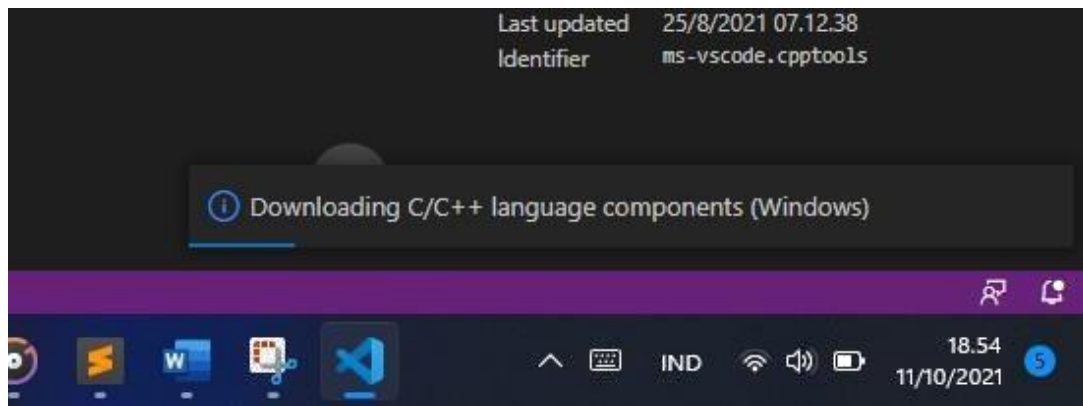 Last updated 25/8/2021 07.12.38
Identifier ms-vscode.cpptools
Downloading C/C++ language components (Windows)
W
IND
18.54
11/10/2021
5